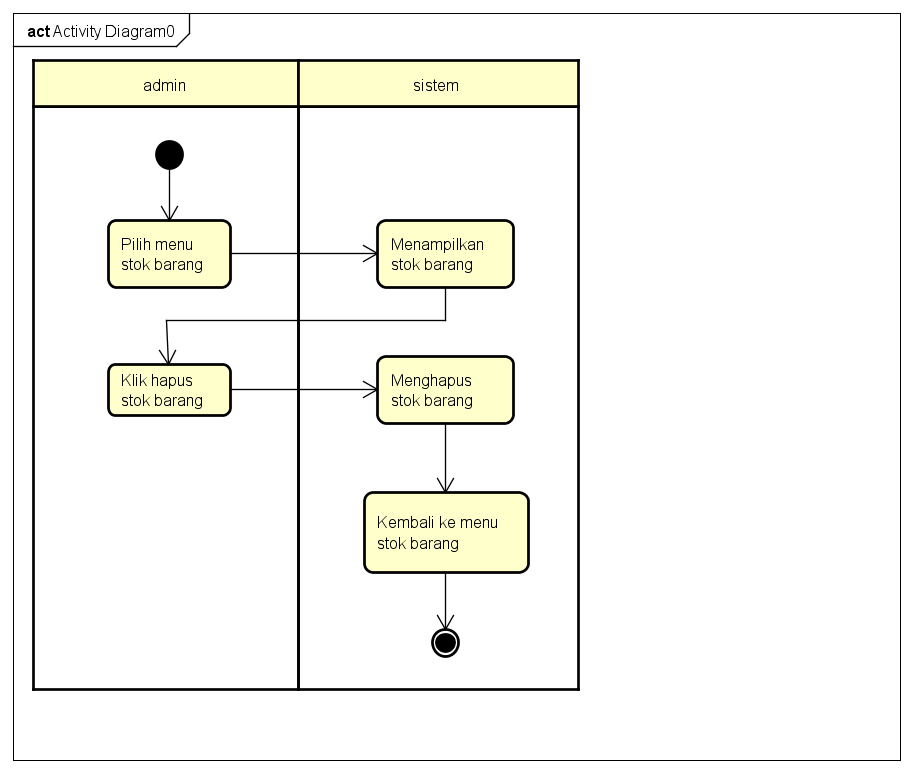 act Activity Diagram0
admin
sistem
Pilih menu
stok barang
Menampilkan
stok barang
Klik hapus
stok barang
Menghapus
stok barang
Kembali ke menu
stok barang